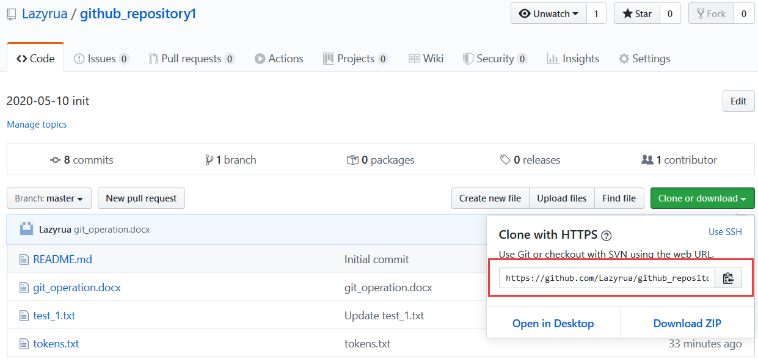 Lazyrua / github_repository1
Unwatch 1 Star 0 Fork 0
Code Issues 0 Pull requests 0 Actions Projects 0 Wiki Security 0 Insights Settings
2020-05-10 init Edit
Manage topics
8 commits 1 branch 0 packages 0 releases 1 contributor
Branch: master New pull request Create new file Upload files Find file Clone or download
Lazyrua git_operation.docx
Clone with HTTPS Use SSH
Use Git or checkout with SVN using the web URL.
README.md Initial commit
https://github.com/Lazyrua/github_reposito
git_operation.docx git_operation.docx
test_1.txt Update test_1.txt
Open in Desktop Download ZIP
tokens.txt tokens.txt 33 minutes ago